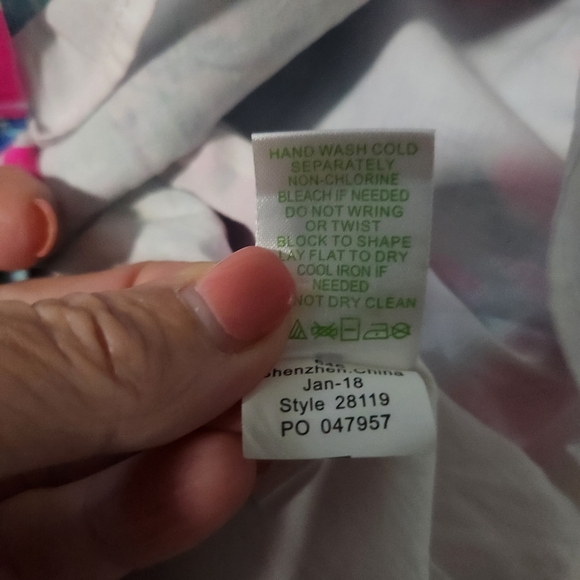 HAND WASH COLD
SEPARATELY
NON-CHLORINE
BLEACH IF NEEDED
DO NOT WRING
OR TWIST
BLOCK TO SHAPE
LAY FLAT TO DRY
COOL IRON IF
NEEDED
NOT DRY CLEAN
Shenzhen.China
Jan-18
Style 28119
PO 047957